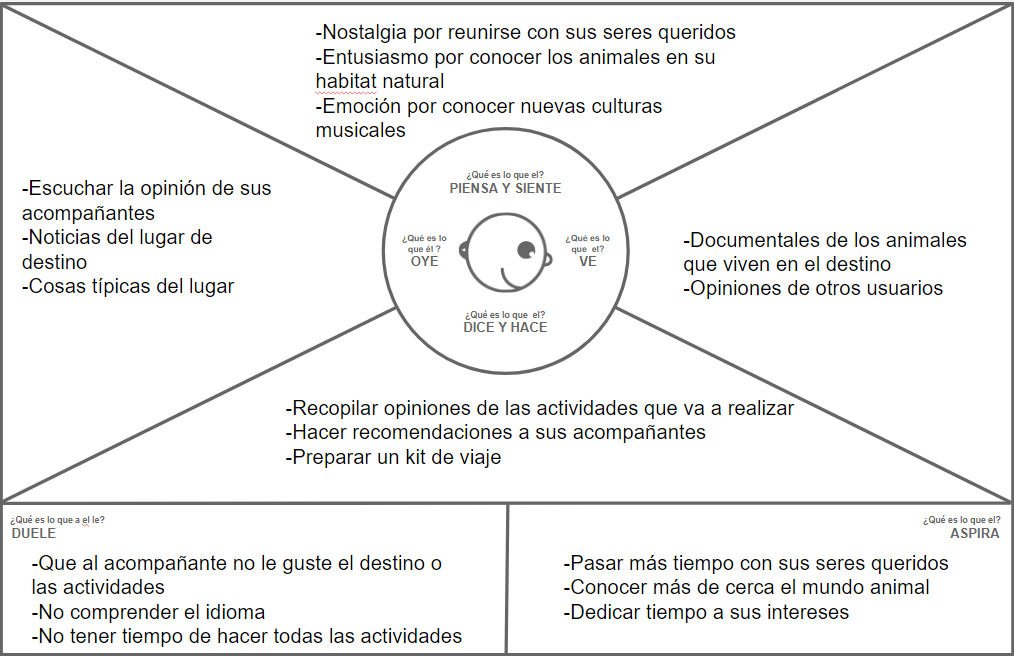 -Nostalgia por reunirse con sus seres queridos
-Entusiasmo por conocer los animales en su
habitat natural
-Emoción por conocer nuevas culturas
musicales
¿Qué es lo que el?
PIENSA Y SIENTE
-Escuchar la opinión de sus
acompañantes
-Noticias del lugar de
destino
-Cosas típicas del lugar
¿Qué es lo
que él ?
OYE
¿Qué es lo
que el?
VE
-Documentales de los animales
que viven en el destino
-Opiniones de otros usuarios
¿Qué es lo que el?
DICE Y HACE
-Recopilar opiniones de las actividades que va a realizar
-Hacer recomendaciones a sus acompañantes
-Preparar un kit de viaje
¿Qué es lo que a el le?
DUELE
-Que al acompañante no le guste el destino o
las actividades
-No comprender el idioma
-No tener tiempo de hacer todas las actividades
¿Qué es lo que el?
ASPIRA
-Pasar más tiempo con sus seres queridos
-Conocer más de cerca el mundo animal
-Dedicar tiempo a sus intereses